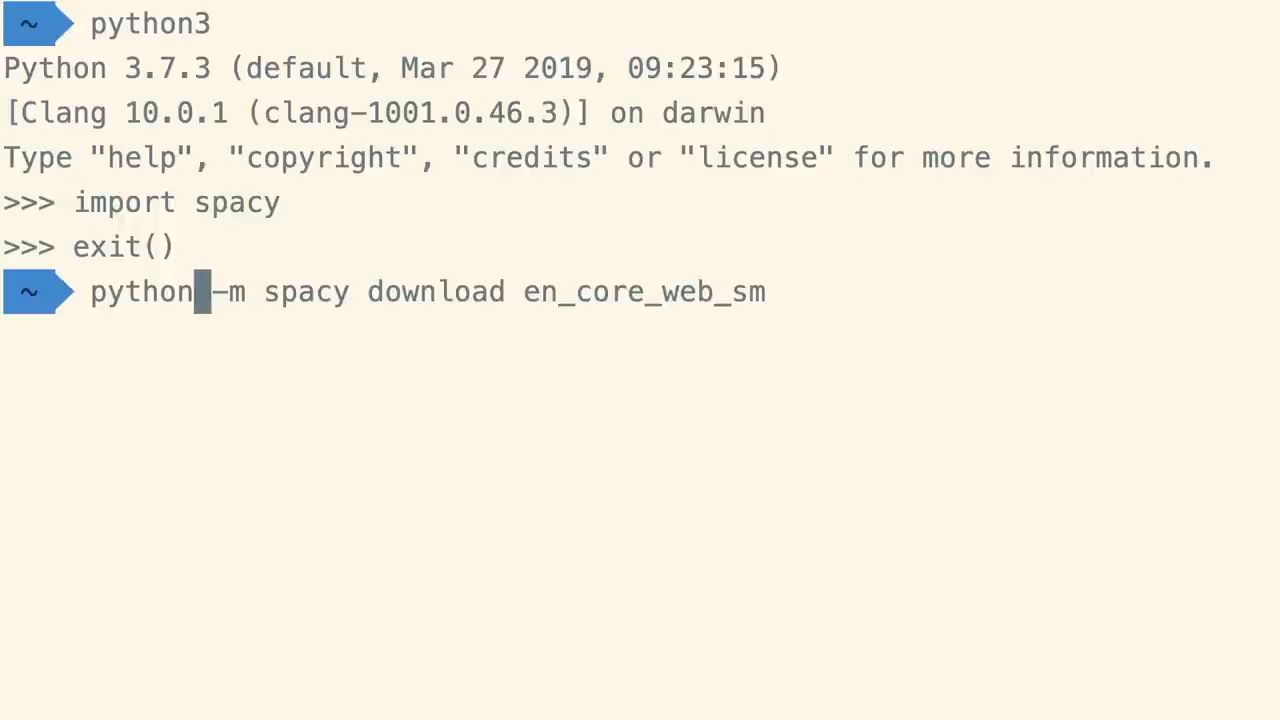 ~ python3
Python 3.7.3 (default, Mar 27 2019, 09:23:15)
[Clang 10.0.1 (clang-1001.0.46.3)] on darwin
Type "help", "copyright", "credits" or "license" for more information.
>>> import spacy
>>> exit()
~ python -m spacy download en_core_web_sm